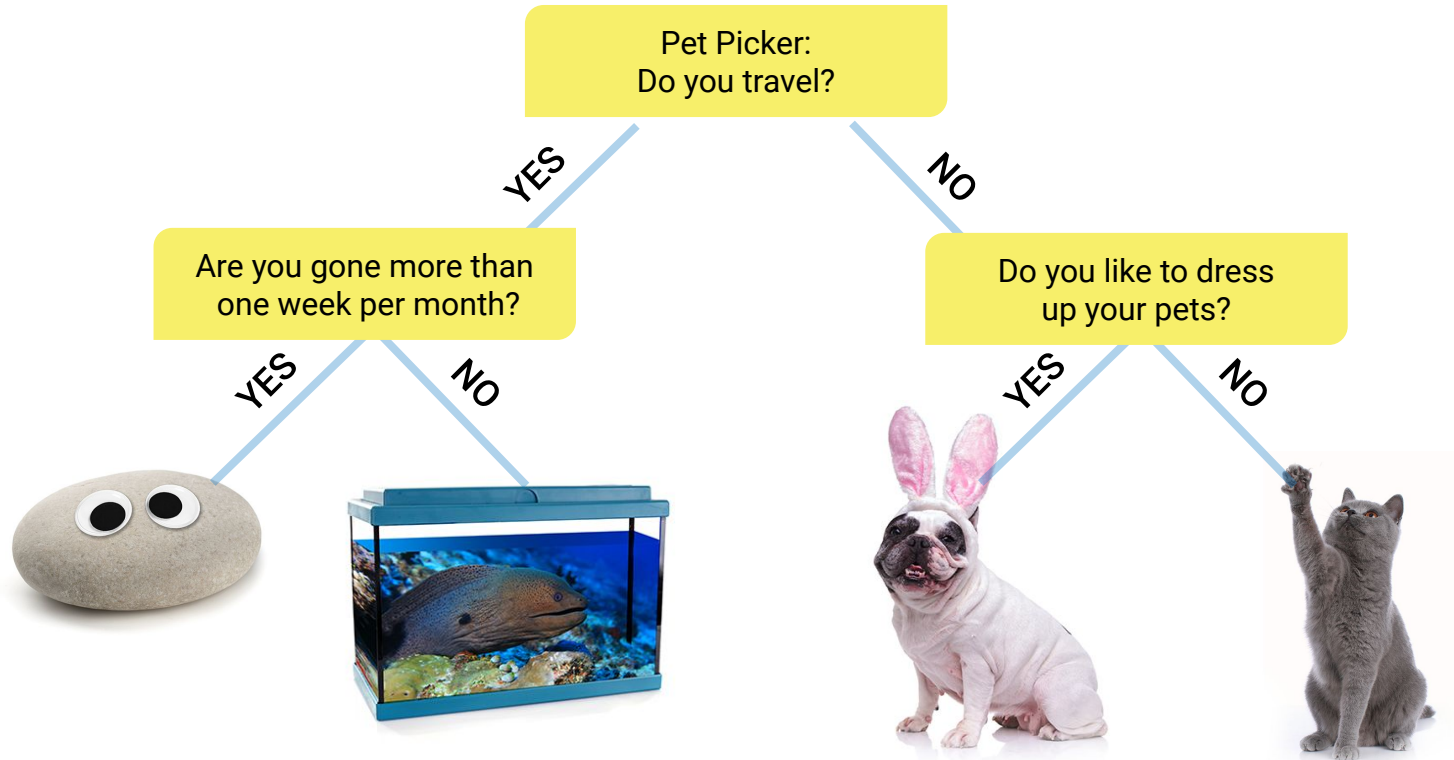 Pet Picker:
Do you travel?
YES
NO
Are you gone more than
one week per month?
Do you like to dress
up your pets?
YES
NO
YES
NO